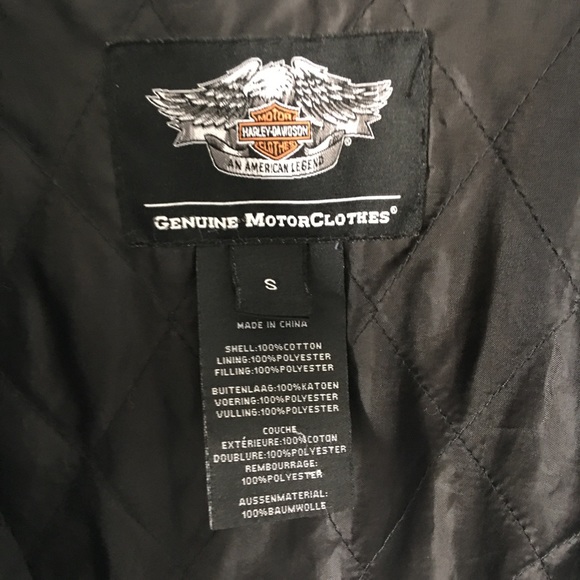 MOTOR
HARLEY-DAVIDSON
CLOTHES
AN AMERICAN LEGEND
GENUINE MOTORCLOTHES®
S
MADE IN CHINA
SHELL:100%COTTON
LINING:100%POLYESTER
FILLING:100%POLYESTER
BUITENLAAG:100%KATOEN
VOERING:100%POLYESTER
VULLING:100%POLYESTER
COUCHE
EXTÉRIEURE:100%COTON
DOUBLURE:100%POLYESTER
REMBOURRAGE:
100%POLYESTER
AUSSENMATERIAL:
100%BAUMWOLLE